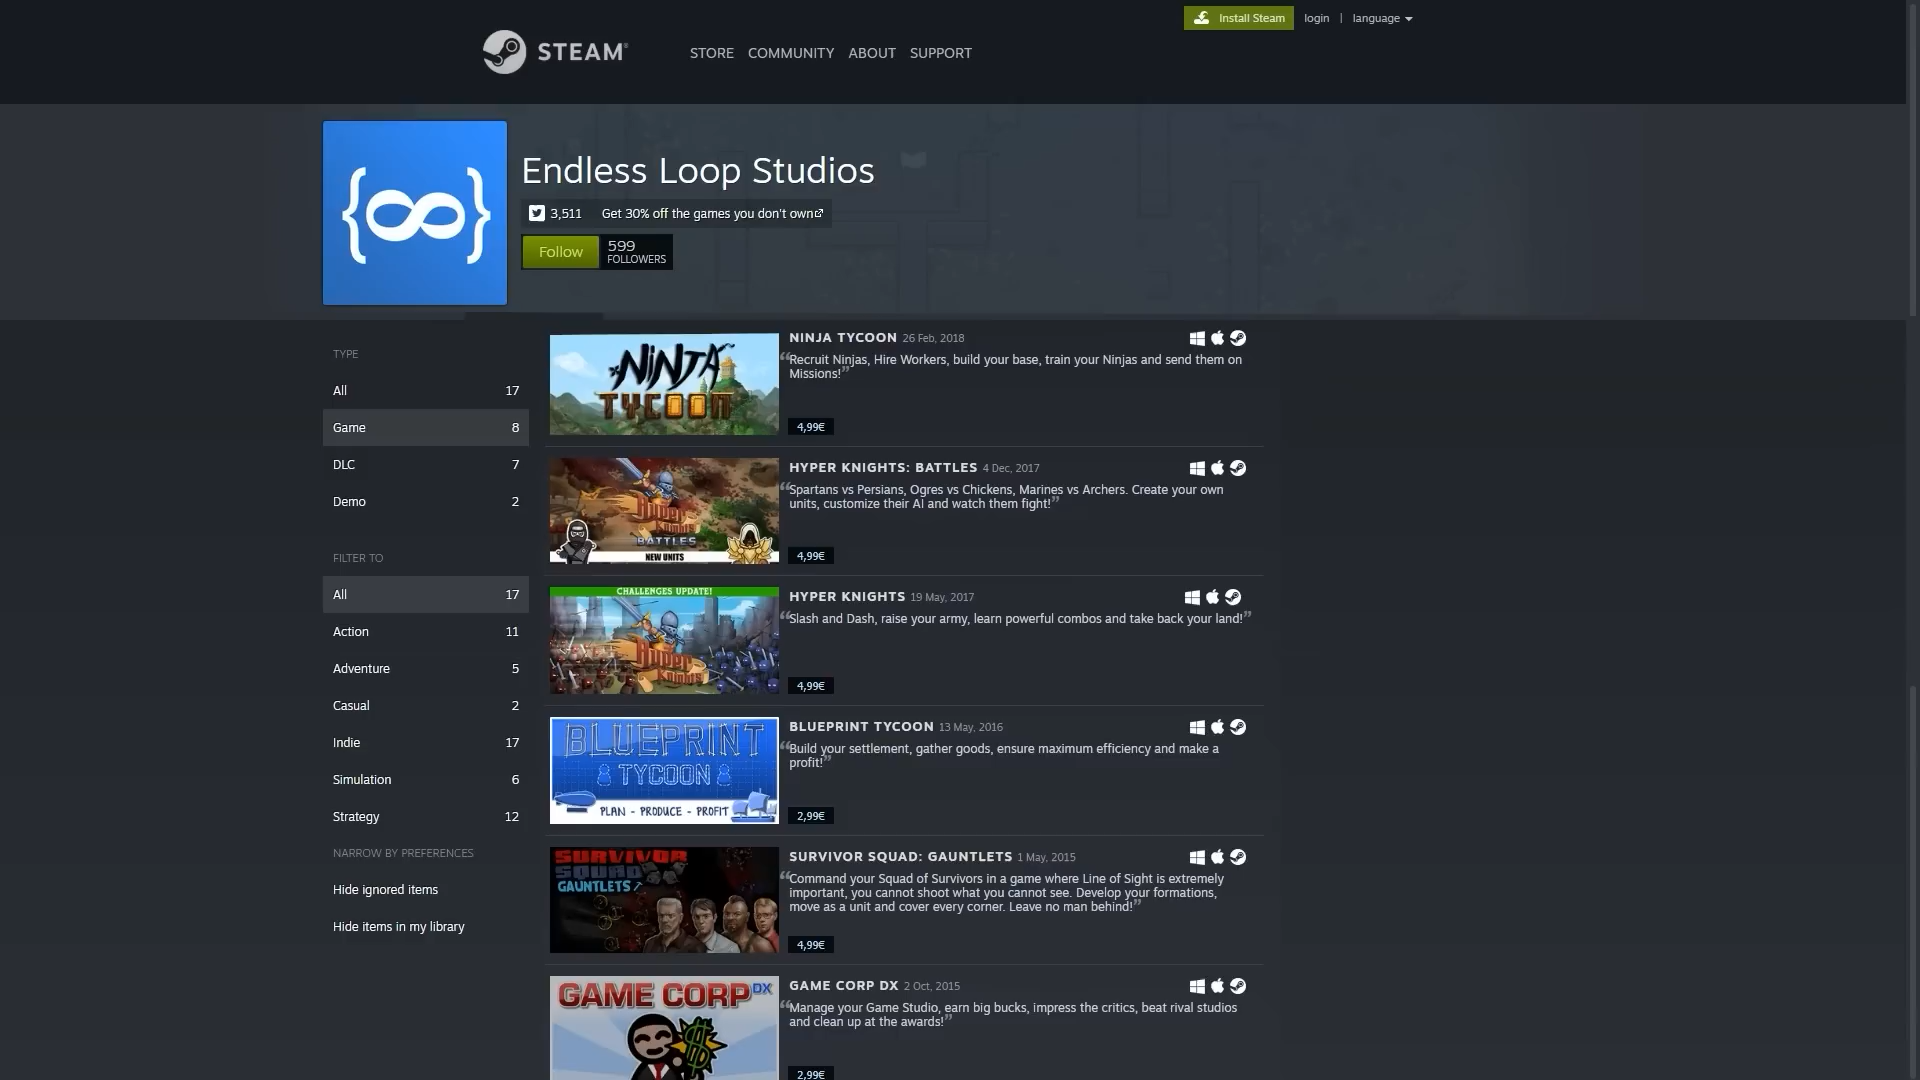 Install Steam login | language
STEAM®
STORE COMMUNITY ABOUT SUPPORT
Endless Loop Studios
3,511 Get 30% off the games you don't own
Follow
599
FOLLOWERS
TYPE
All 17
Game 8
DLC 7
Demo 2
FILTER TO
All 17
Action 11
Adventure 5
Casual 2
Indie 17
Simulation 6
Strategy 12
NARROW BY PREFERENCES
Hide ignored items
Hide items in my library
NINJA
TYCOON
NINJA TYCOON 26 Feb, 2018
“Recruit Ninjas, Hire Workers, build your base, train your Ninjas and send them on
Missions!”
4,99€
Hyper
Knights
BATTLES
NEW UNITS
HYPER KNIGHTS: BATTLES 4 Dec, 2017
“Spartans vs Persians, Ogres vs Chickens, Marines vs Archers. Create your own
units, customize their AI and watch them fight!”
4,99€
CHALLENGES UPDATE!
Hyper
Knights
HYPER KNIGHTS 19 May, 2017
“Slash and Dash, raise your army, learn powerful combos and take back your land!”
4,99€
BLUEPRINT
TYCOON
PLAN - PRODUCE - PROFIT
BLUEPRINT TYCOON 13 May, 2016
“Build your settlement, gather goods, ensure maximum efficiency and make a
profit!”
2,99€
SURVIVOR
SQUAD
GAUNTLETS
SURVIVOR SQUAD: GAUNTLETS 1 May, 2015
“Command your Squad of Survivors in a game where Line of Sight is extremely
important, you cannot shoot what you cannot see. Develop your formations,
move as a unit and cover every corner. Leave no man behind!”
4,99€
GAME CORP DX
GAME CORP DX 2 Oct, 2015
“Manage your Game Studio, earn big bucks, impress the critics, beat rival studios
and clean up at the awards!”
2,99€